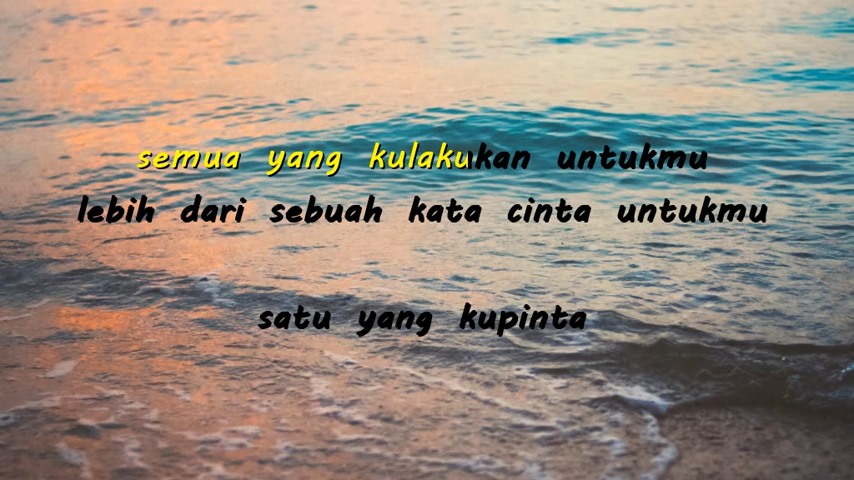 semua yang kulakukan untukmu
lebih dari sebuah kata cinta untukmu
satu yang kupinta